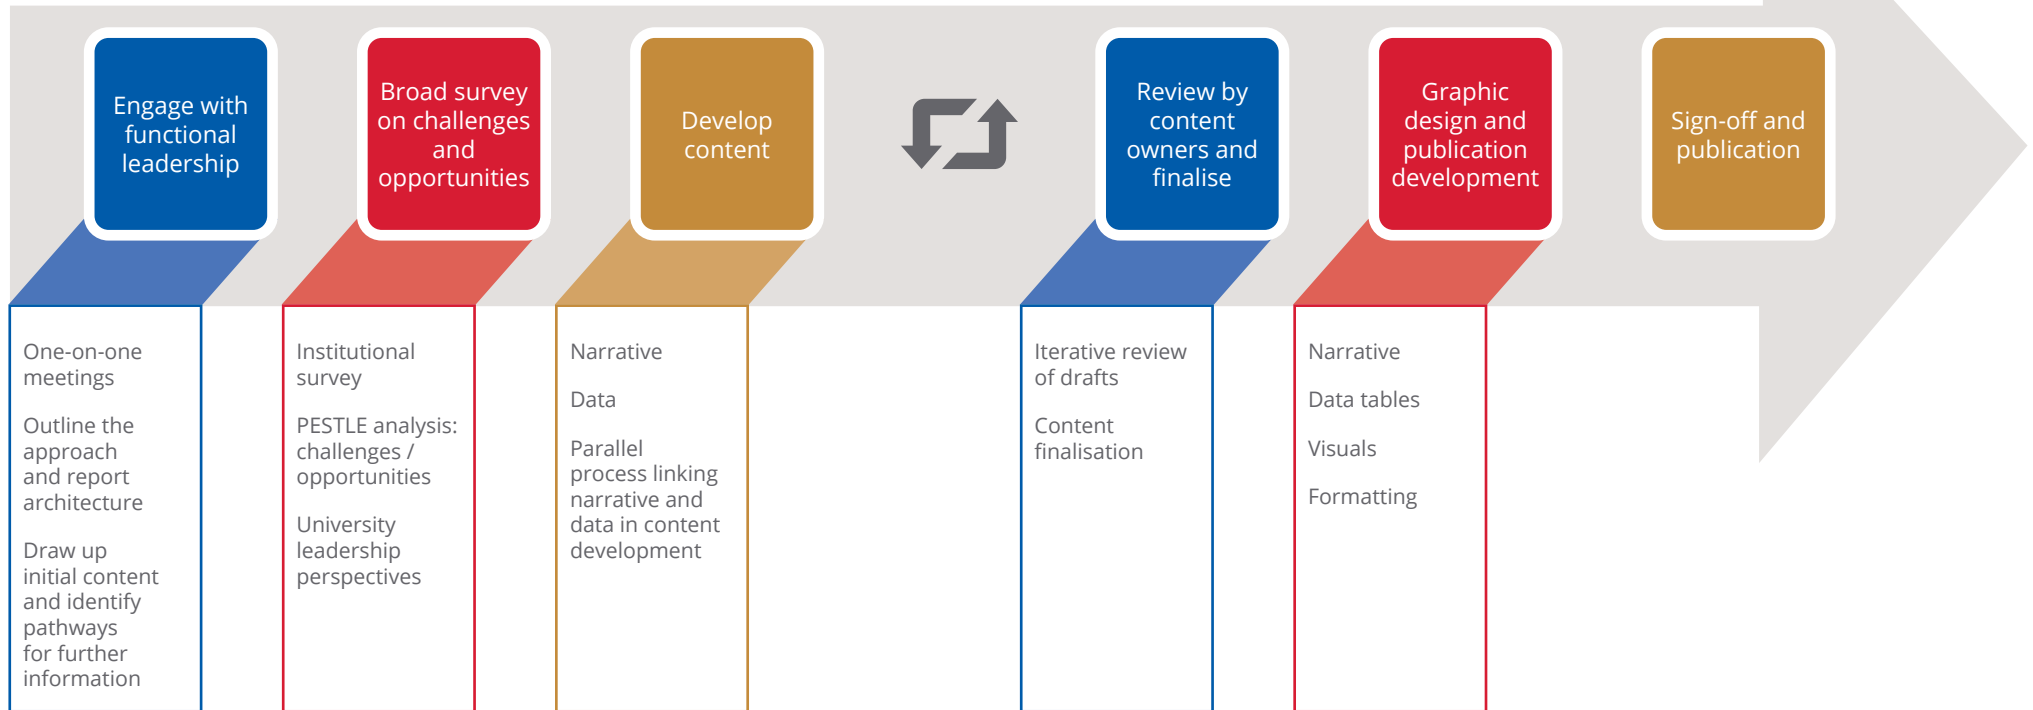 Engage with
functional
leadership
Broad survey
on challenges
and
opportunities
Develop
content
Review by
content
owners and
finalise
Graphic
design and
publication
development
Sign-off and
publication
One-on-one
meetings
Outline the
approach
and report
architecture
Draw up
initial content
and identify
pathways
for further
information
Institutional
survey
PESTLE analysis:
challenges /
opportunities
University
leadership
perspectives
Narrative
Data
Parallel
process linking
narrative and
data in content
development
Iterative review
of drafts
Content
finalisation
Narrative
Data tables
Visuals
Formatting